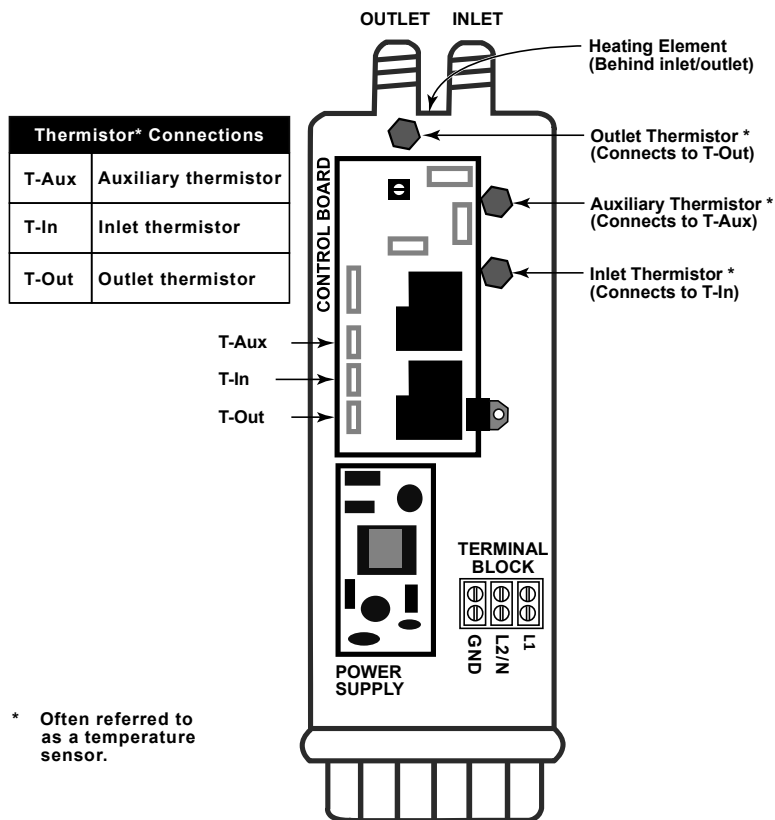 OUTLET INLET
Heating Element
(Behind inlet/outlet)
Thermistor* Connections
T-Aux Auxiliary thermistor
T-In Inlet thermistor
T-Out Outlet thermistor
Outlet Thermistor *
(Connects to T-Out)
Auxiliary Thermistor *
(Connects to T-Aux)
Inlet Thermistor *
(Connects to T-In)
CONTROL BOARD
T-Aux
T-In
T-Out
TERMINAL
BLOCK
GND
L2/N
L1
POWER
SUPPLY
* Often referred to
as a temperature
sensor.